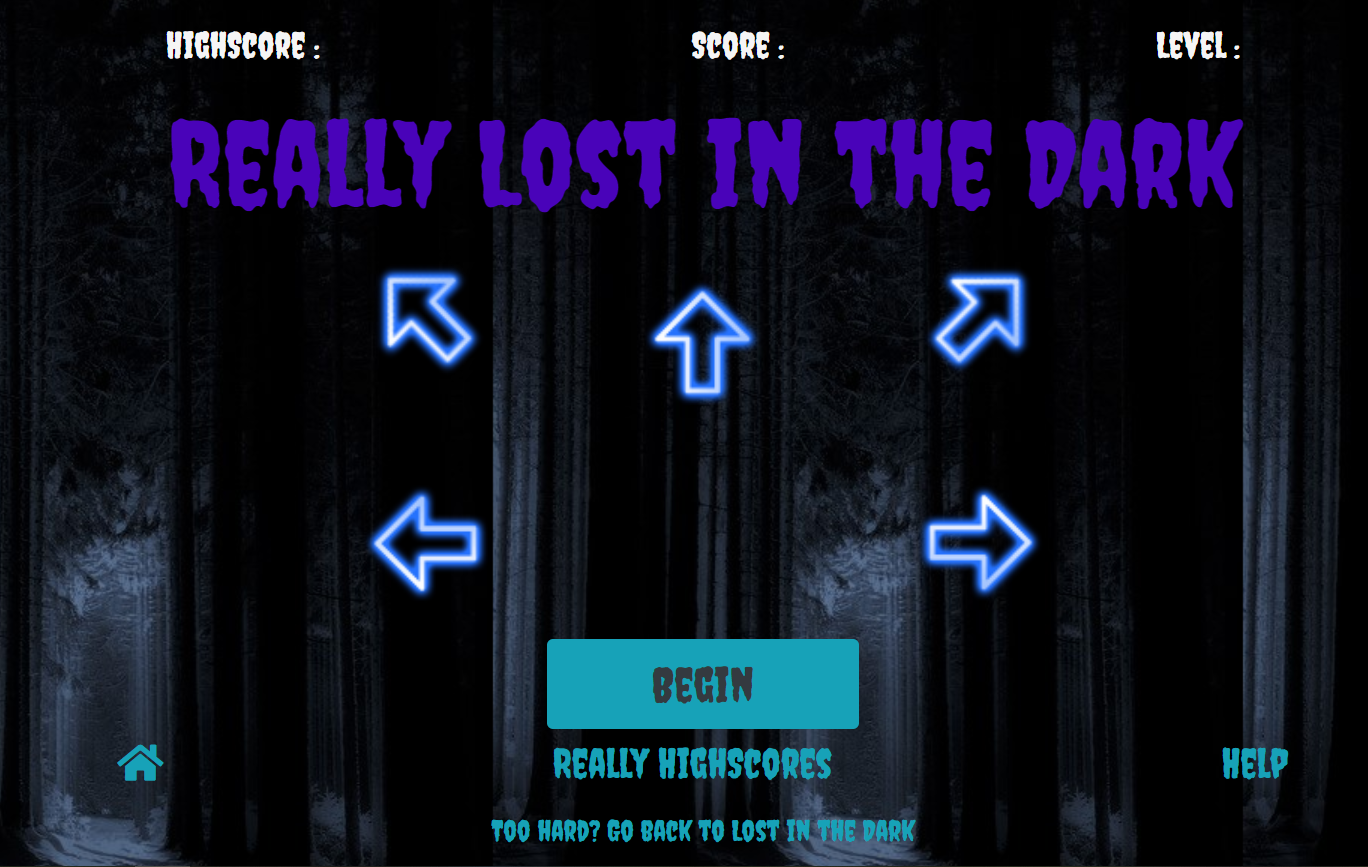 HIGHSCORE : SCORE : LEVEL :
REALLY LOST IN THE DARK
BEGIN
REALLY HIGHSCORES
HELP
TOO HARD? GO BACK TO LOST IN THE DARK